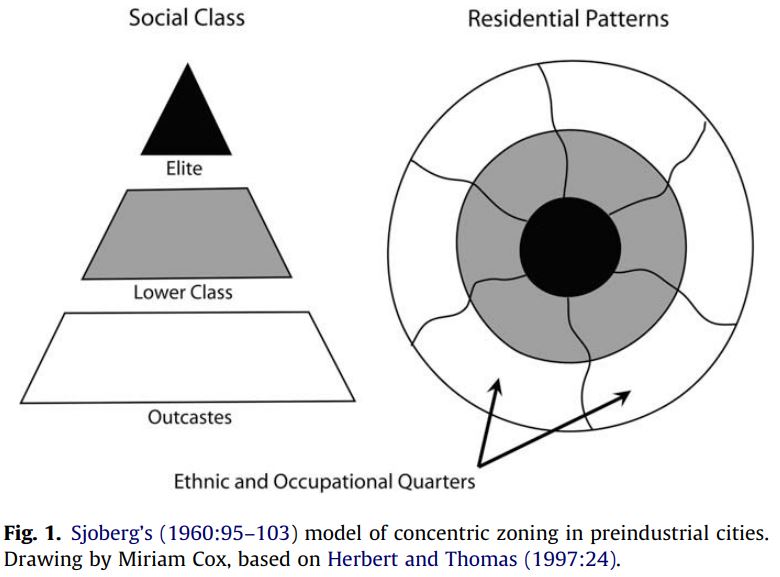 Social Class
Residential Patterns
Elite
Lower Class
Outcastes
Ethnic and Occupational Quarters
Fig. 1. Sjoberg's (1960:95–103) model of concentric zoning in preindustrial cities.
Drawing by Miriam Cox, based on Herbert and Thomas (1997:24).